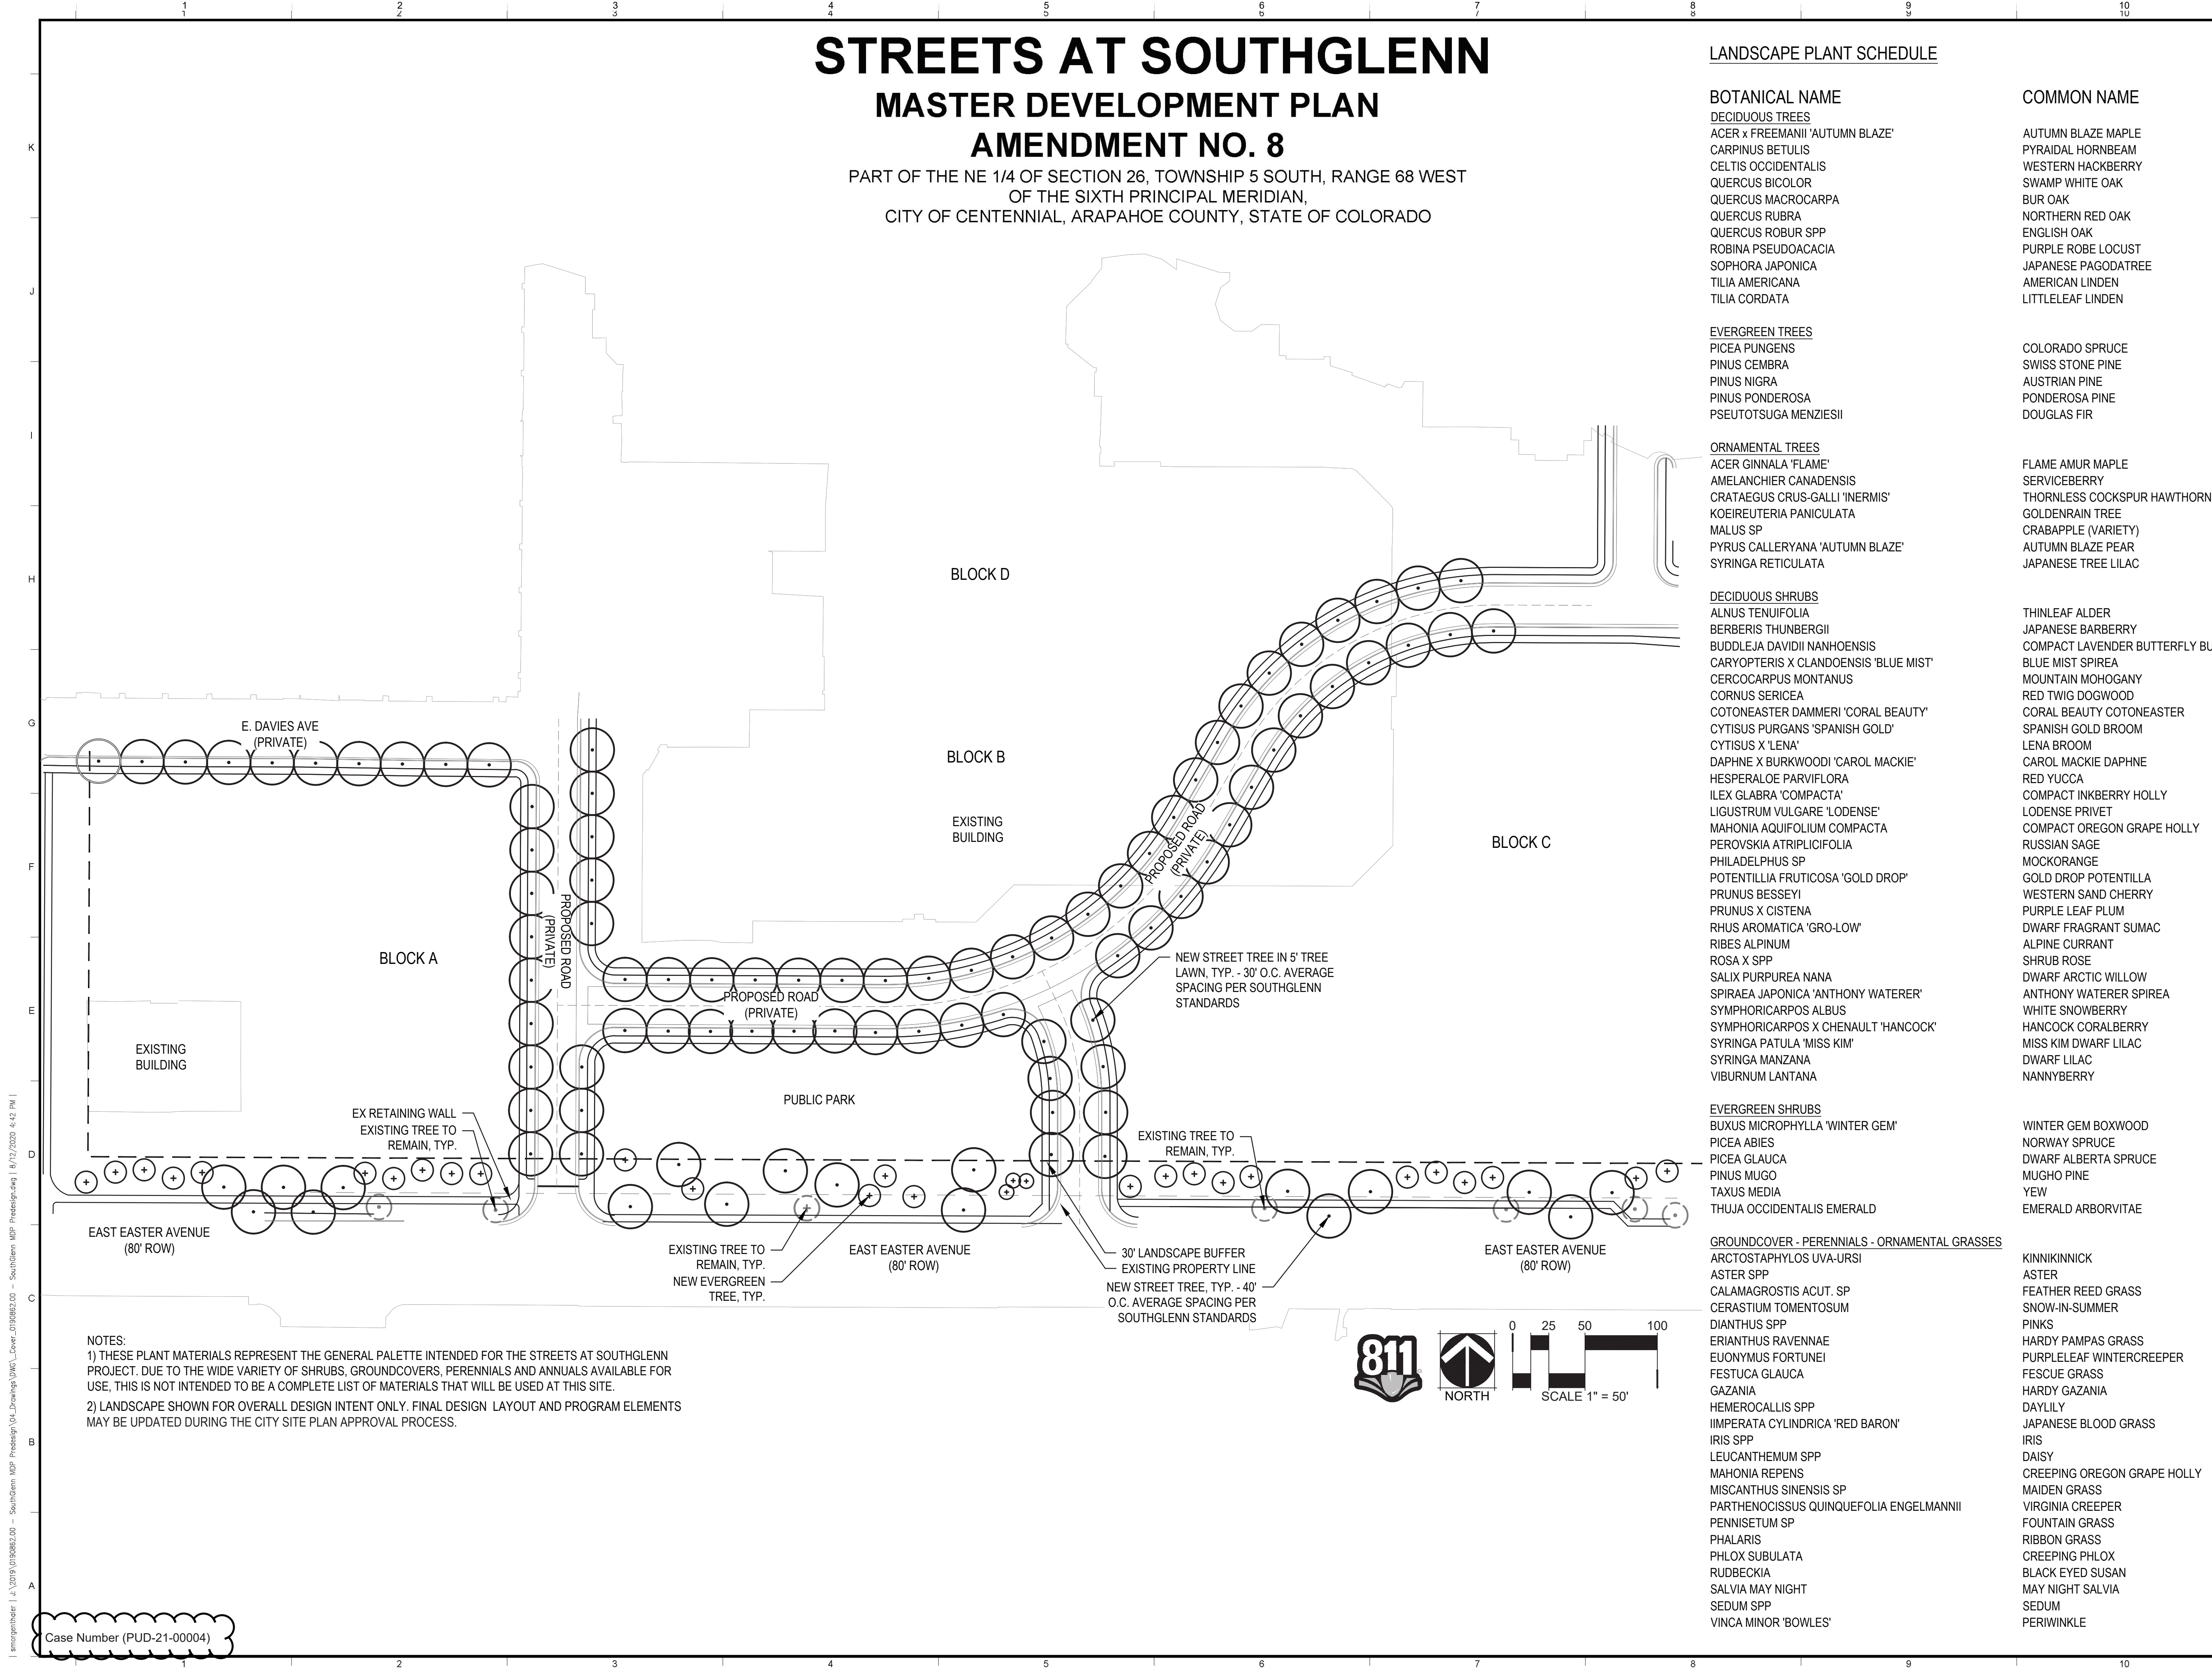 STREETS AT SOUTHGLENN
MASTER DEVELOPMENT PLAN
AMENDMENT NO. 8
PART OF THE NE 1/4 OF SECTION 26, TOWNSHIP 5 SOUTH, RANGE 68 WEST
OF THE SIXTH PRINCIPAL MERIDIAN,
CITY OF CENTENNIAL, ARAPAHOE COUNTY, STATE OF COLORADO
BLOCK D
E. DAVIES AVE
(PRIVATE)
BLOCK B
EXISTING
BUILDING
PROPOSED ROAD
(PRIVATE)
BLOCK C
PROPOSED ROAD
(PRIVATE)
BLOCK A
NEW STREET TREE IN 5' TREE
LAWN, TYP. - 30' O.C. AVERAGE
SPACING PER SOUTHGLENN
STANDARDS
PROPOSED ROAD
(PRIVATE)
EXISTING
BUILDING
PUBLIC PARK
EX RETAINING WALL
EXISTING TREE TO
REMAIN, TYP.
EXISTING TREE TO
REMAIN, TYP.
EAST EASTER AVENUE
(80' ROW)
EXISTING TREE TO
REMAIN, TYP.
NEW EVERGREEN
TREE, TYP.
EAST EASTER AVENUE
(80' ROW)
30' LANDSCAPE BUFFER
EXISTING PROPERTY LINE
NEW STREET TREE, TYP. - 40'
O.C. AVERAGE SPACING PER
SOUTHGLENN STANDARDS
EAST EASTER AVENUE
(80' ROW)
NOTES:
1) THESE PLANT MATERIALS REPRESENT THE GENERAL PALETTE INTENDED FOR THE STREETS AT SOUTHGLENN
PROJECT. DUE TO THE WIDE VARIETY OF SHRUBS, GROUNDCOVERS, PERENNIALS AND ANNUALS AVAILABLE FOR
USE, THIS IS NOT INTENDED TO BE A COMPLETE LIST OF MATERIALS THAT WILL BE USED AT THIS SITE.
2) LANDSCAPE SHOWN FOR OVERALL DESIGN INTENT ONLY. FINAL DESIGN LAYOUT AND PROGRAM ELEMENTS
MAY BE UPDATED DURING THE CITY SITE PLAN APPROVAL PROCESS.
811
NORTH
0 25 50 100
SCALE 1" = 50'
Case Number (PUD-21-00004)
LANDSCAPE PLANT SCHEDULE
BOTANICAL NAME COMMON NAME
DECIDUOUS TREES
ACER x FREEMANII 'AUTUMN BLAZE' AUTUMN BLAZE MAPLE
CARPINUS BETULIS PYRAIDAL HORNBEAM
CELTIS OCCIDENTALIS WESTERN HACKBERRY
QUERCUS BICOLOR SWAMP WHITE OAK
QUERCUS MACROCARPA BUR OAK
QUERCUS RUBRA NORTHERN RED OAK
QUERCUS ROBUR SPP ENGLISH OAK
ROBINA PSEUDOACACIA PURPLE ROBE LOCUST
SOPHORA JAPONICA JAPANESE PAGODATREE
TILIA AMERICANA AMERICAN LINDEN
TILIA CORDATA LITTLELEAF LINDEN
EVERGREEN TREES
PICEA PUNGENS COLORADO SPRUCE
PINUS CEMBRA SWISS STONE PINE
PINUS NIGRA AUSTRIAN PINE
PINUS PONDEROSA PONDEROSA PINE
PSEUTOTSUGA MENZIESII DOUGLAS FIR
ORNAMENTAL TREES
ACER GINNALA 'FLAME' FLAME AMUR MAPLE
AMELANCHIER CANADENSIS SERVICEBERRY
CRATAEGUS CRUS-GALLI 'INERMIS' THORNLESS COCKSPUR HAWTHORN
KOEIREUTERIA PANICULATA GOLDENRAIN TREE
MALUS SP CRABAPPLE (VARIETY)
PYRUS CALLERYANA 'AUTUMN BLAZE' AUTUMN BLAZE PEAR
SYRINGA RETICULATA JAPANESE TREE LILAC
DECIDUOUS SHRUBS
ALNUS TENUIFOLIA THINLEAF ALDER
BERBERIS THUNBERGII JAPANESE BARBERRY
BUDDLEJA DAVIDII NANHOENSIS COMPACT LAVENDER BUTTERFLY BU
CARYOPTERIS X CLANDOENSIS 'BLUE MIST' BLUE MIST SPIREA
CERCOCARPUS MONTANUS MOUNTAIN MOHOGANY
CORNUS SERICEA RED TWIG DOGWOOD
COTONEASTER DAMMERI 'CORAL BEAUTY' CORAL BEAUTY COTONEASTER
CYTISUS PURGANS 'SPANISH GOLD' SPANISH GOLD BROOM
CYTISUS X 'LENA' LENA BROOM
DAPHNE X BURKWOODI 'CAROL MACKIE' CAROL MACKIE DAPHNE
HESPERALOE PARVIFLORA RED YUCCA
ILEX GLABRA 'COMPACTA' COMPACT INKBERRY HOLLY
LIGUSTRUM VULGARE 'LODENSE' LODENSE PRIVET
MAHONIA AQUIFOLIUM COMPACTA COMPACT OREGON GRAPE HOLLY
PEROVSKIA ATRIPLICIFOLIA RUSSIAN SAGE
PHILADELPHUS SP MOCKORANGE
POTENTILLIA FRUTICOSA 'GOLD DROP' GOLD DROP POTENTILLA
PRUNUS BESSEYI WESTERN SAND CHERRY
PRUNUS X CISTENA PURPLE LEAF PLUM
RHUS AROMATICA 'GRO-LOW' DWARF FRAGRANT SUMAC
RIBES ALPINUM ALPINE CURRANT
ROSA X SPP SHRUB ROSE
SALIX PURPUREA NANA DWARF ARCTIC WILLOW
SPIRAEA JAPONICA 'ANTHONY WATERER' ANTHONY WATERER SPIREA
SYMPHORICARPOS ALBUS WHITE SNOWBERRY
SYMPHORICARPOS X CHENAULT 'HANCOCK' HANCOCK CORALBERRY
SYRINGA PATULA 'MISS KIM' MISS KIM DWARF LILAC
SYRINGA MANZANA DWARF LILAC
VIBURNUM LANTANA NANNYBERRY
EVERGREEN SHRUBS
BUXUS MICROPHYLLA 'WINTER GEM' WINTER GEM BOXWOOD
PICEA ABIES NORWAY SPRUCE
PICEA GLAUCA DWARF ALBERTA SPRUCE
PINUS MUGO MUGHO PINE
TAXUS MEDIA YEW
THUJA OCCIDENTALIS EMERALD EMERALD ARBORVITAE
GROUNDCOVER - PERENNIALS - ORNAMENTAL GRASSES
ARCTOSTAPHYLOS UVA-URSI KINNIKINNICK
ASTER SPP ASTER
CALAMAGROSTIS ACUT. SP FEATHER REED GRASS
CERASTIUM TOMENTOSUM SNOW-IN-SUMMER
DIANTHUS SPP PINKS
ERIANTHUS RAVENNAE HARDY PAMPAS GRASS
EUONYMUS FORTUNEI PURPLELEAF WINTERCREEPER
FESTUCA GLAUCA FESCUE GRASS
GAZANIA HARDY GAZANIA
HEMEROCALLIS SPP DAYLILY
IIMPERATA CYLINDRICA 'RED BARON' JAPANESE BLOOD GRASS
IRIS SPP IRIS
LEUCANTHEMUM SPP DAISY
MAHONIA REPENS CREEPING OREGON GRAPE HOLLY
MISCANTHUS SINENSIS SP MAIDEN GRASS
PARTHENOCISSUS QUINQUEFOLIA ENGELMANNII VIRGINIA CREEPER
PENNISETUM SP FOUNTAIN GRASS
PHALARIS RIBBON GRASS
PHLOX SUBULATA CREEPING PHLOX
RUDBECKIA BLACK EYED SUSAN
SALVIA MAY NIGHT MAY NIGHT SALVIA
SEDUM SPP SEDUM
VINCA MINOR 'BOWLES' PERIWINKLE